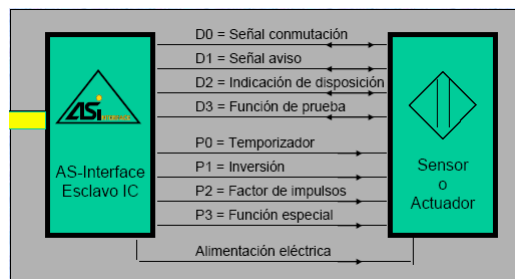 D0 = Señal conmutación
D1 = Señal aviso
D2 = Indicación de disposición
D3 = Función de prueba
P0 = Temporizador
P1 = Inversión
P2 = Factor de impulsos
P3 = Función especial
Alimentación eléctrica
ASi
AS-Interface
Esclavo IC
Sensor
o
Actuador